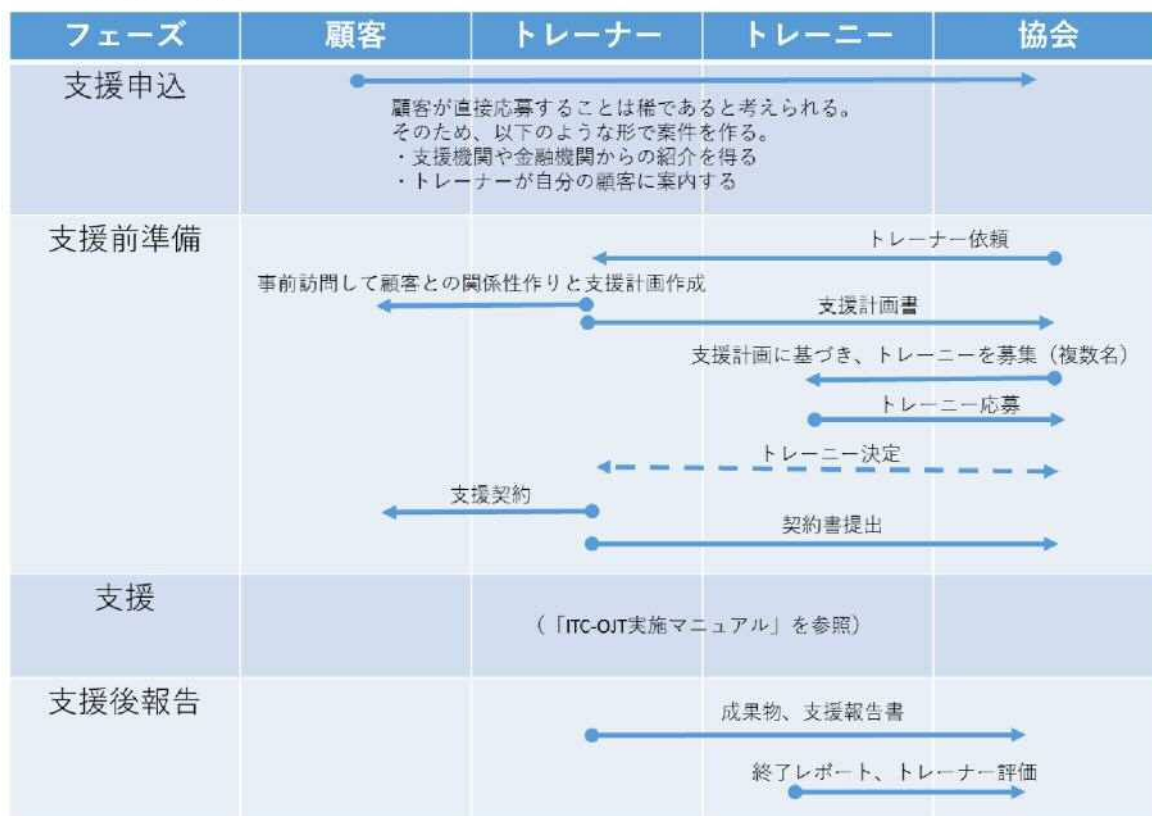 フェーズ 顧客 トレーナー トレーニー 協会
支援申込
顧客が直接応募することは稀であると考えられる。
そのため、以下のような形で案件を作る。
・支援機関や金融機関からの紹介を得る
・トレーナーが自分の顧客に案内する
支援前準備
トレーナー依頼
事前訪問して顧客との関係性作りと支援計画作成
支援計画書
支援計画に基づき、トレーニーを募集（複数名）
トレーニー応募
トレーニー決定
支援契約
契約書提出
支援
（「ITC-OJT実施マニュアル」を参照）
支援後報告
成果物、支援報告書
終了レポート、トレーナー評価